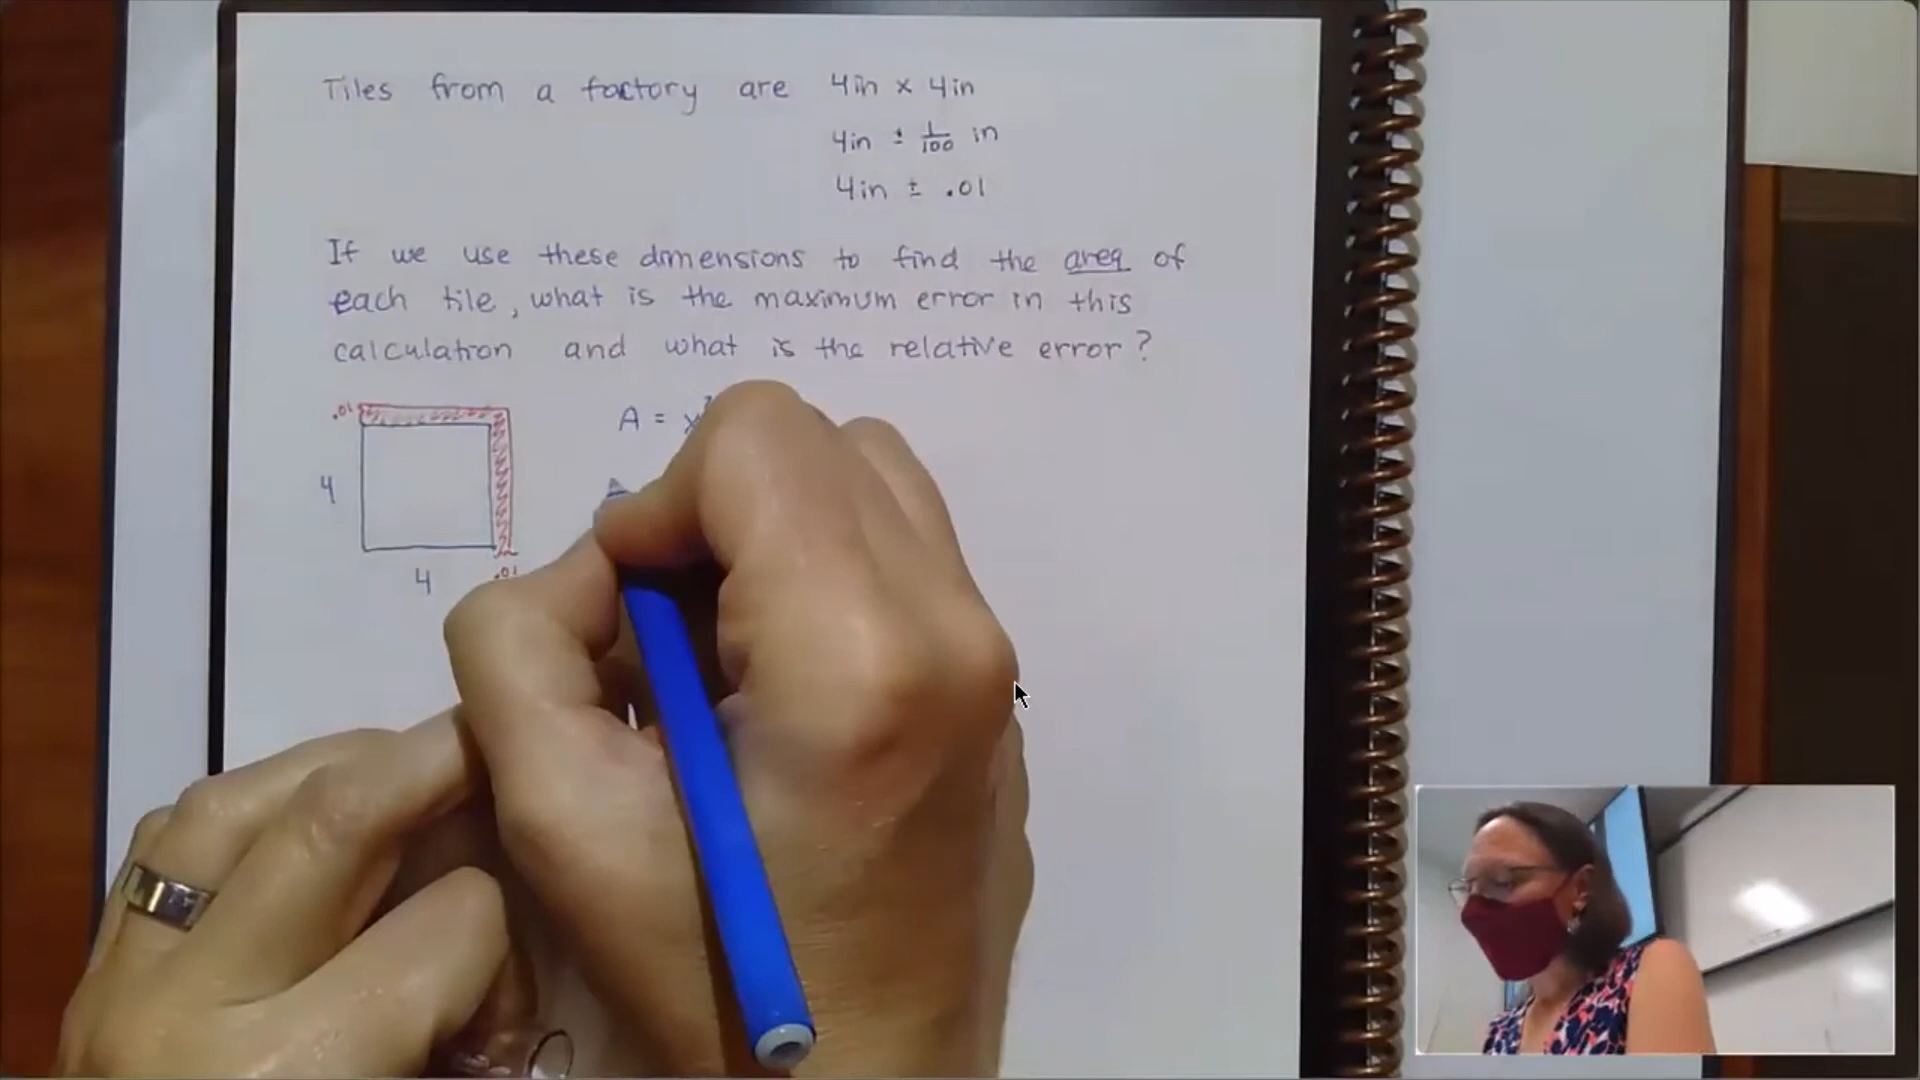 Tiles from a factory are 4in x 4in
4in ± 1/100 in
4in ± .01
If we use these dimensions to find the area of
each tile, what is the maximum error in this
calculation and what is the relative error?
.01
A = x²
4
4
.01